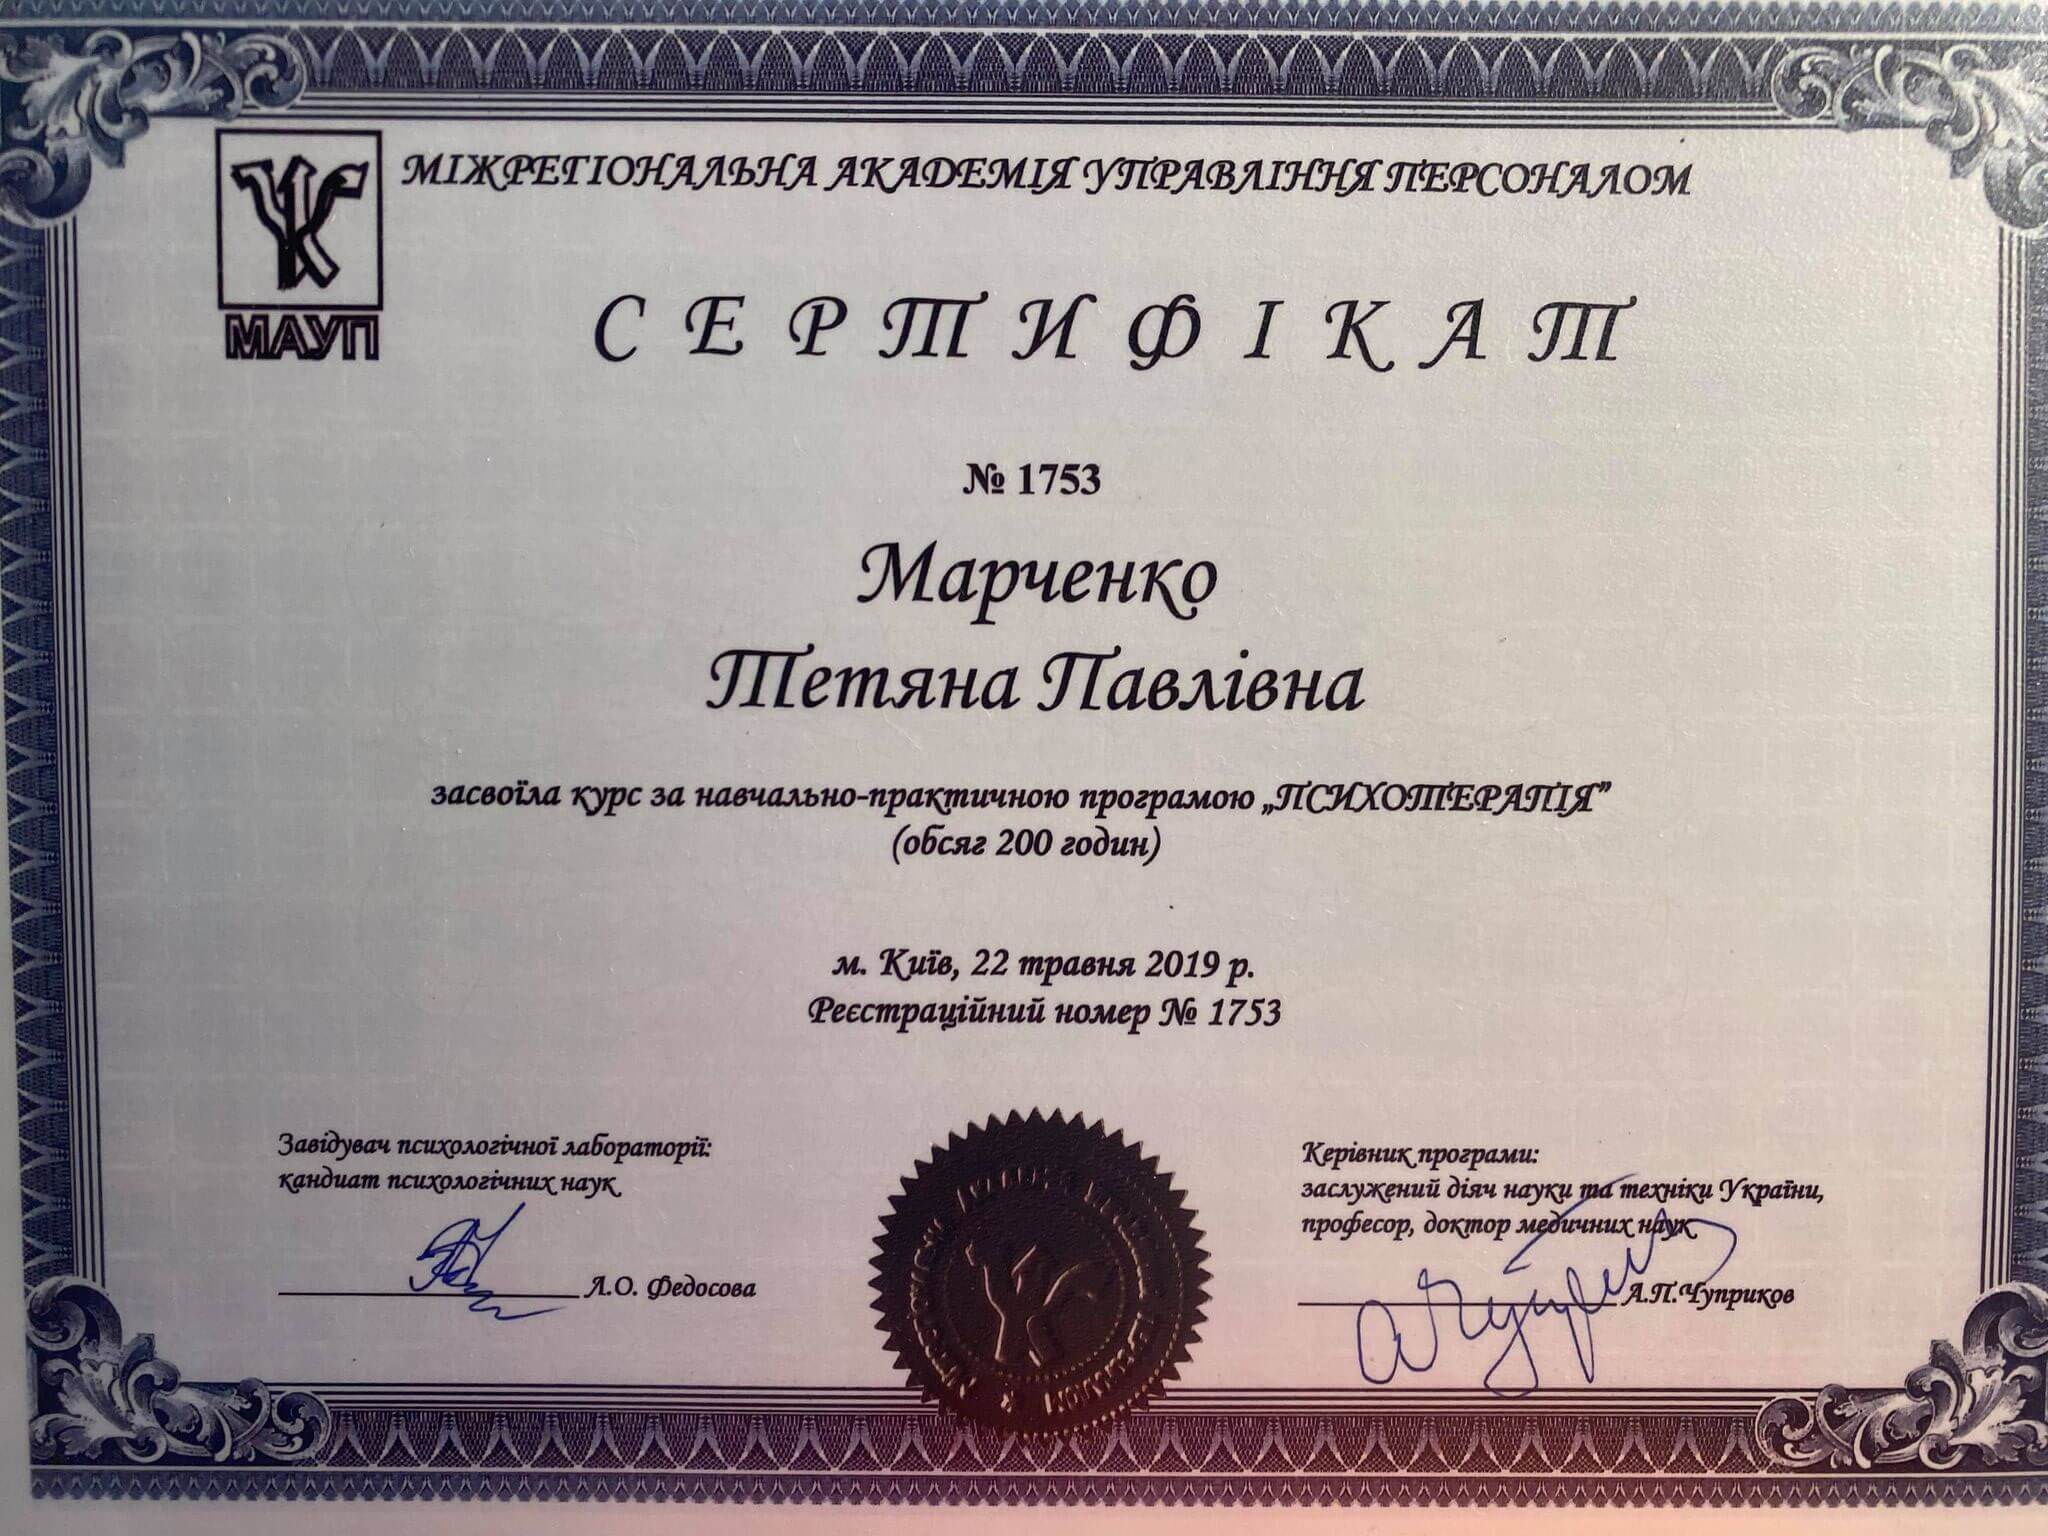 МІЖРЕГІОНАЛЬНА АКАДЕМІЯ УПРАВЛІННЯ ПЕРСОНАЛОМ
МАУП
СЕРТИФІКАТ
№ 1753
Марченко
Тетяна Павлівна
засвоїла курс за навчально-практичною програмою „ПСИХОТЕРАПІЯ”
(обсяг 200 годин)
м. Київ, 22 травня 2019 р.
Реєстраційний номер № 1753
Завідувач психологічної лабораторії:
кандиат психологічних наук
Л.О. Федосова
Керівник програми:
заслужений діяч науки та техніки України,
професор, доктор медичних наук
А.П.Чуприков